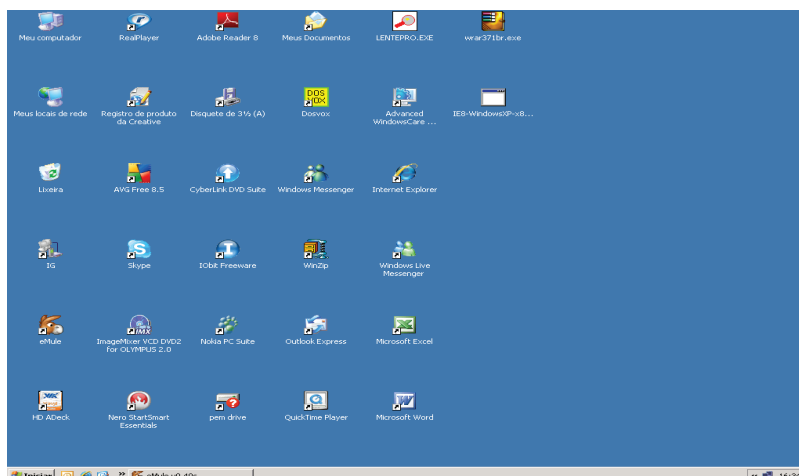 Meu computador
RealPlayer
Adobe Reader 8
Meus Documentos
LENTEPRO.EXE
wrar371br.exe
Meus locais de rede
Registro de produto
da Creative
Disquete de 3½ (A)
DOS
VOX
Dosvox
Advanced
WindowsCare ...
IE8-WindowsXP-x8...
Lixeira
AVG Free 8.5
CyberLink DVD Suite
Windows Messenger
Internet Explorer
IG
Skype
IObit Freeware
WinZip
Windows Live
Messenger
eMule
ImageMixer VCD DVD2
for OLYMPUS 2.0
Nokia PC Suite
Outlook Express
Microsoft Excel
HD ADeck
Nero StartSmart
Essentials
pem drive
QuickTime Player
Microsoft Word
Iniciar